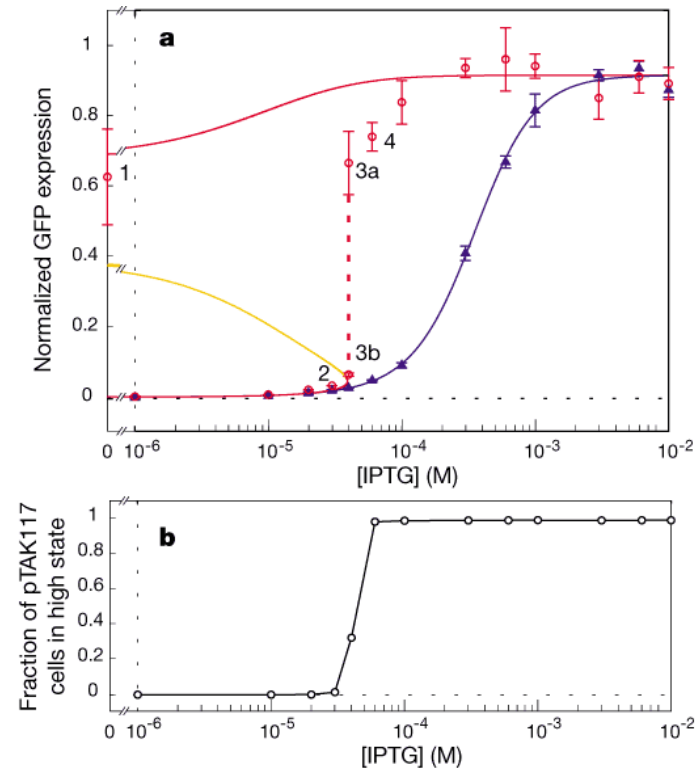 a
Normalized GFP expression
1
0.8
0.6
0.4
0.2
0
1
2
3a
3b
4
0 10⁻⁶ 10⁻⁵ 10⁻⁴ 10⁻³ 10⁻²
[IPTG] (M)
b
Fraction of pTAK117
cells in high state
1
0.8
0.6
0.4
0.2
0
0 10⁻⁶ 10⁻⁵ 10⁻⁴ 10⁻³ 10⁻²
[IPTG] (M)